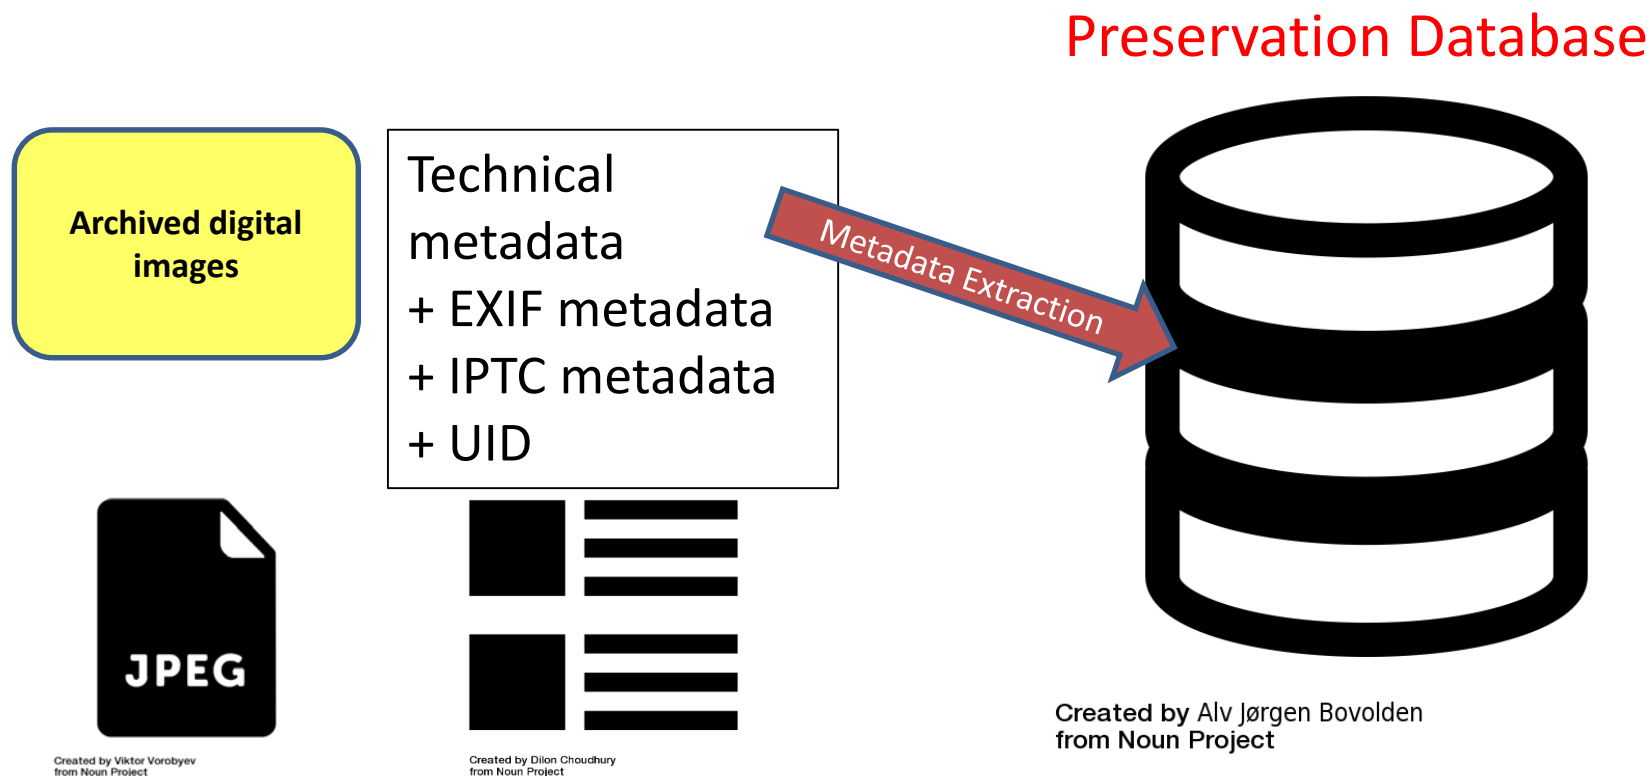 Preservation Database
Archived digital
images
Technical
metadata
+ EXIF metadata
+ IPTC metadata
+ UID
Metadata Extraction
JPEG
Created by Viktor Vorobyev
from Noun Project
Created by Dilon Choudhury
from Noun Project
Created by Alv Jørgen Bovolden
from Noun Project